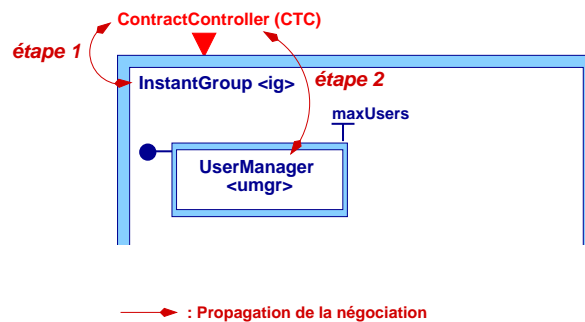 ContractController (CTC)
étape 1
InstantGroup <ig>
étape 2
maxUsers
UserManager
<umgr>
: Propagation de la négociation